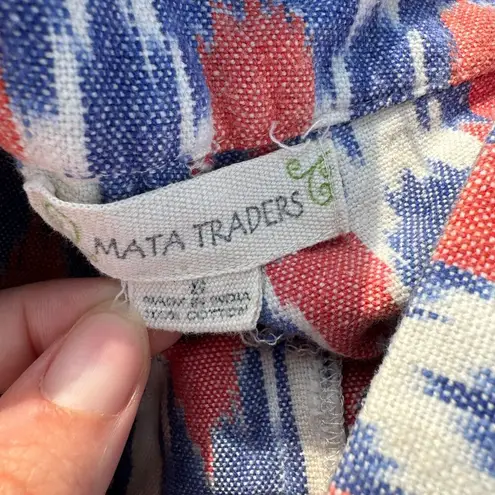 MATA TRADERS
MADE IN INDIA
100% COTTON